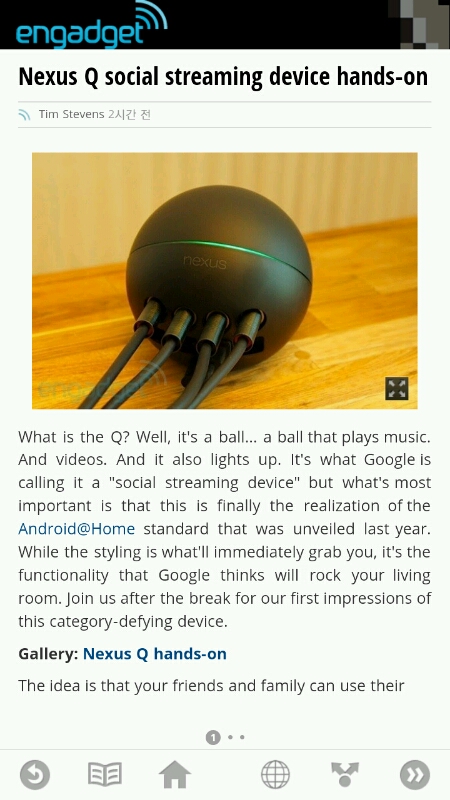 engadget
Nexus Q social streaming device hands-on
Tim Stevens 2시간 전
nexus
engadget
What is the Q? Well, it's a ball... a ball that plays music.
And videos. And it also lights up. It's what Google is
calling it a "social streaming device" but what's most
important is that this is finally the realization of the
Android@Home standard that was unveiled last year.
While the styling is what'll immediately grab you, it's the
functionality that Google thinks will rock your living
room. Join us after the break for our first impressions of
this category-defying device.
Gallery: Nexus Q hands-on
The idea is that your friends and family can use their
1